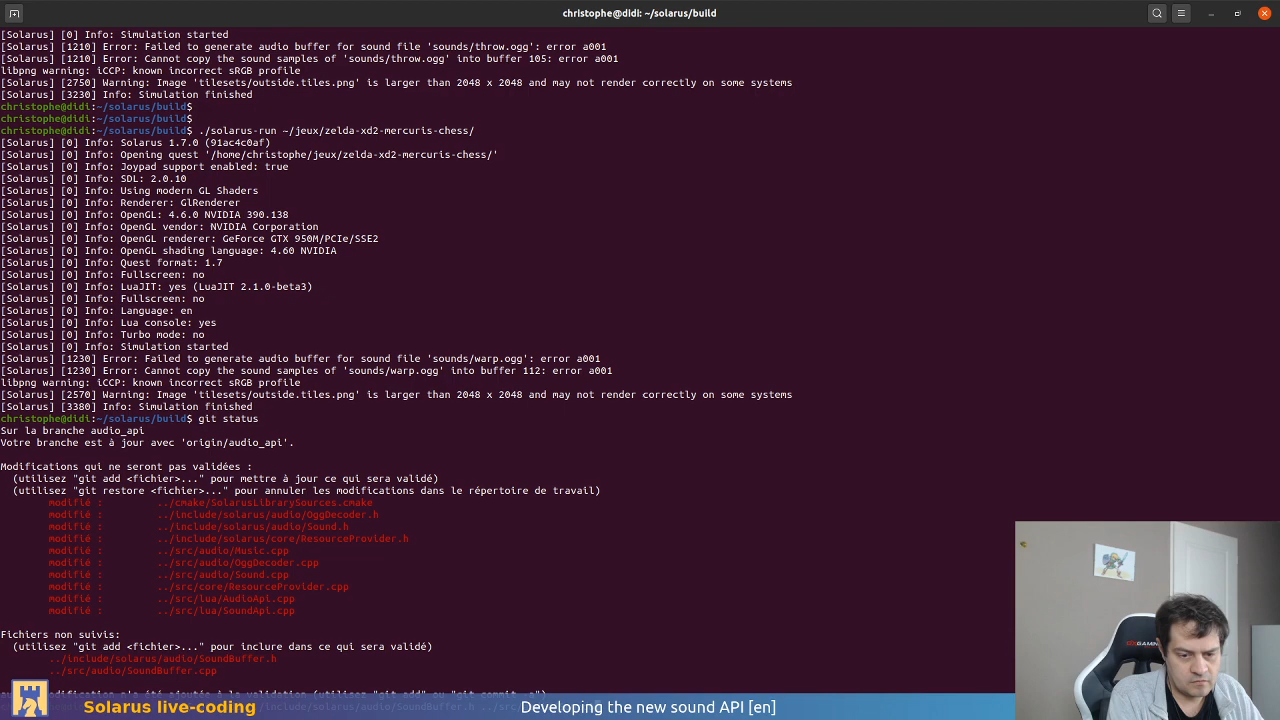 christophe@didi: ~/solarus/build
[Solarus] [0] Info: Simulation started
[Solarus] [1210] Error: Failed to generate audio buffer for sound file 'sounds/throw.ogg': error a001
[Solarus] [1210] Error: Cannot copy the sound samples of 'sounds/throw.ogg' into buffer 105: error a001
libpng warning: iCCP: known incorrect sRGB profile
[Solarus] [2750] Warning: Image 'tilesets/outside.tiles.png' is larger than 2048 x 2048 and may not render correctly on some systems
[Solarus] [3230] Info: Simulation finished
christophe@didi:~/solarus/build$
christophe@didi:~/solarus/build$
christophe@didi:~/solarus/build$ ./solarus-run ~/jeux/zelda-xd2-mercuris-chess/
[Solarus] [0] Info: Solarus 1.7.0 (91ac4c0af)
[Solarus] [0] Info: Opening quest '/home/christophe/jeux/zelda-xd2-mercuris-chess/'
[Solarus] [0] Info: Joypad support enabled: true
[Solarus] [0] Info: SDL: 2.0.10
[Solarus] [0] Info: Using modern GL Shaders
[Solarus] [0] Info: Renderer: GlRenderer
[Solarus] [0] Info: OpenGL: 4.6.0 NVIDIA 390.138
[Solarus] [0] Info: OpenGL vendor: NVIDIA Corporation
[Solarus] [0] Info: OpenGL renderer: GeForce GTX 950M/PCIe/SSE2
[Solarus] [0] Info: OpenGL shading language: 4.60 NVIDIA
[Solarus] [0] Info: Quest format: 1.7
[Solarus] [0] Info: Fullscreen: no
[Solarus] [0] Info: LuaJIT: yes (LuaJIT 2.1.0-beta3)
[Solarus] [0] Info: Fullscreen: no
[Solarus] [0] Info: Language: en
[Solarus] [0] Info: Lua console: yes
[Solarus] [0] Info: Turbo mode: no
[Solarus] [0] Info: Simulation started
[Solarus] [1230] Error: Failed to generate audio buffer for sound file 'sounds/warp.ogg': error a001
[Solarus] [1230] Error: Cannot copy the sound samples of 'sounds/warp.ogg' into buffer 112: error a001
libpng warning: iCCP: known incorrect sRGB profile
[Solarus] [2570] Warning: Image 'tilesets/outside.tiles.png' is larger than 2048 x 2048 and may not render correctly on some systems
[Solarus] [3380] Info: Simulation finished
christophe@didi:~/solarus/build$ git status
Sur la branche audio_api
Votre branche est à jour avec 'origin/audio_api'.
Modifications qui ne seront pas validées :
(utilisez "git add <fichier>..." pour mettre à jour ce qui sera validé)
(utilisez "git restore <fichier>..." pour annuler les modifications dans le répertoire de travail)
modifié : ../cmake/SolarusLibrarySources.cmake
modifié : ../include/solarus/audio/OggDecoder.h
modifié : ../include/solarus/audio/Sound.h
modifié : ../include/solarus/core/ResourceProvider.h
modifié : ../src/audio/Music.cpp
modifié : ../src/audio/OggDecoder.cpp
modifié : ../src/audio/Sound.cpp
modifié : ../src/core/ResourceProvider.cpp
modifié : ../src/lua/AudioApi.cpp
modifié : ../src/lua/SoundApi.cpp
Fichiers non suivis:
(utilisez "git add <fichier>..." pour inclure dans ce qui sera validé)
../include/solarus/audio/SoundBuffer.h
../src/audio/SoundBuffer.cpp
Solarus live-coding
Developing the new sound API [en]